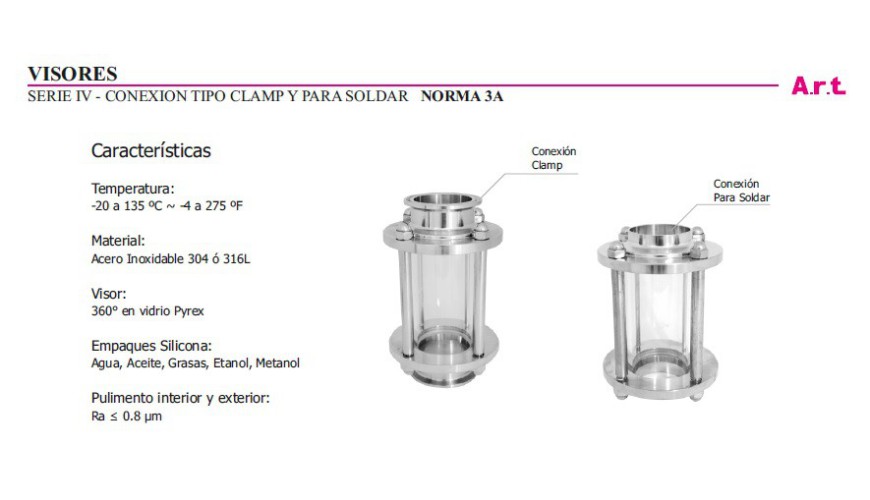 VISORES
SERIE IV - CONEXION TIPO CLAMP Y PARA SOLDAR NORMA 3A
A.r.t.
Características
Temperatura:
-20 a 135 ºC ~ -4 a 275 ºF
Material:
Acero Inoxidable 304 ó 316L
Visor:
360° en vidrio Pyrex
Empaques Silicona:
Agua, Aceite, Grasas, Etanol, Metanol
Pulimento interior y exterior:
Ra ≤ 0.8 µm
Conexión
Clamp
Conexión
Para Soldar